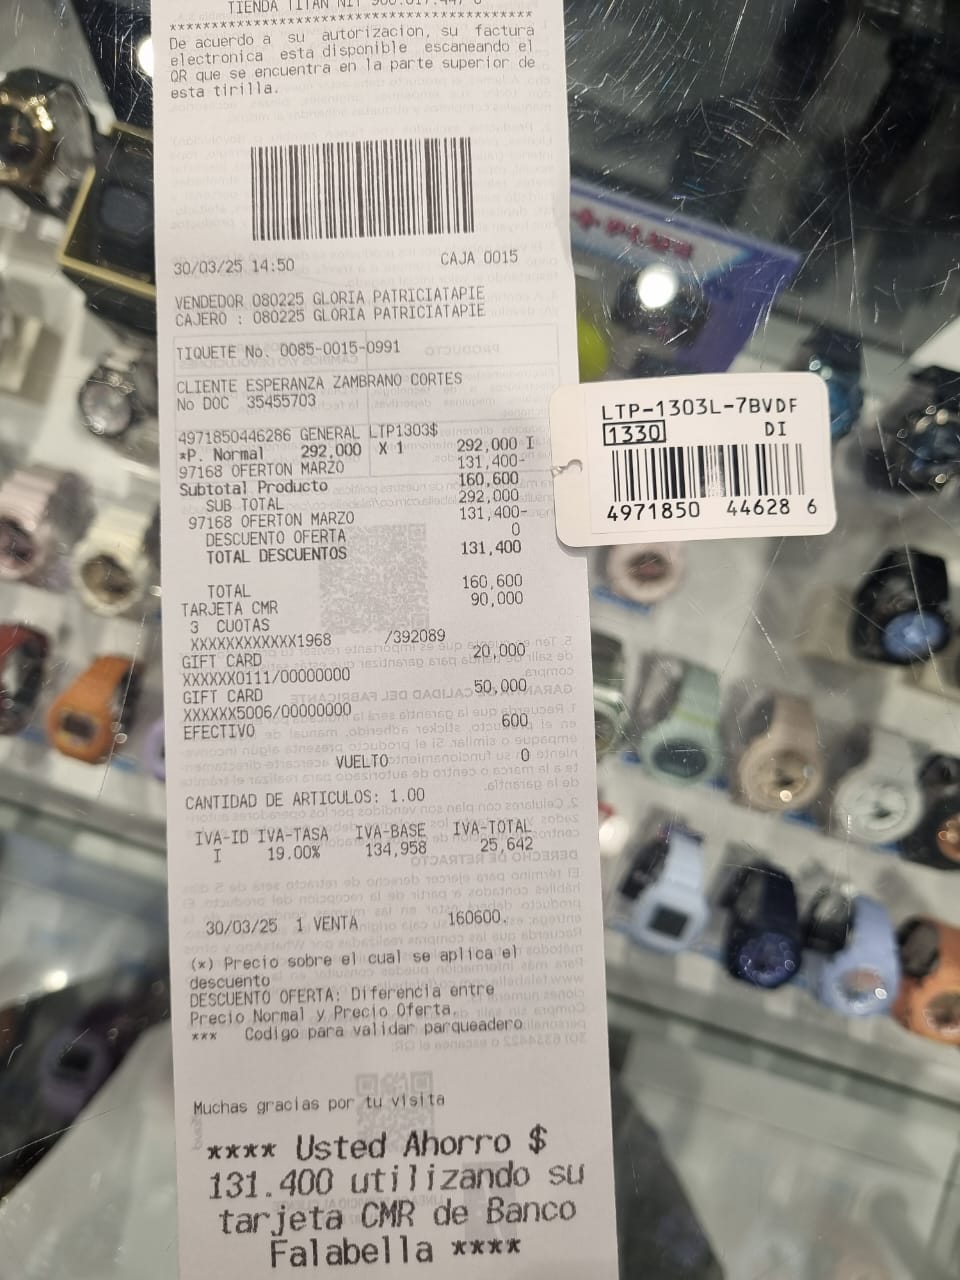 TIENDA TITAN NIT
****************************************
De acuerdo a su autorizacion, su factura
electronica esta disponible escaneando el
QR que se encuentra en la parte superior de
esta tirilla.
30/03/25 14:50 CAJA 0015
VENDEDOR 080225 GLORIA PATRICIATAPIE
CAJERO : 080225 GLORIA PATRICIATAPIE
TIQUETE No. 0085-0015-0991
CLIENTE ESPERANZA ZAMBRANO CORTES
No DOC 35455703
4971850446286 GENERAL LTP1303$ 292,000 I
*P. Normal 292,000 X 1 131,400-
97168 OFERTON MARZO 160,600
Subtotal Producto 292,000
SUB TOTAL 131,400-
97168 OFERTON MARZO 0
DESCUENTO OFERTA 131,400
TOTAL DESCUENTOS
TOTAL 160,600
TARJETA CMR 90,000
3 CUOTAS
XXXXXXXXXXXX1968 /392089
GIFT CARD 20,000
XXXXXX0111/00000000
GIFT CARD 50,000
XXXXXX5006/00000000
EFECTIVO 600
VUELTO 0
CANTIDAD DE ARTICULOS: 1.00
IVA-ID IVA-TASA IVA-BASE IVA-TOTAL
I 19.00% 134,958 25,642
30/03/25 1 VENTA 160600.
(*) Precio sobre el cual se aplica el
descuento
DESCUENTO OFERTA: Diferencia entre
Precio Normal y Precio Oferta.
*** Codigo para validar parqueadero
Muchas gracias por tu visita
**** Usted Ahorro $
131.400 utilizando su
tarjeta CMR de Banco
Falabella ****
LTP-1303L-7BVDF
1330 DI
4971850 44628 6